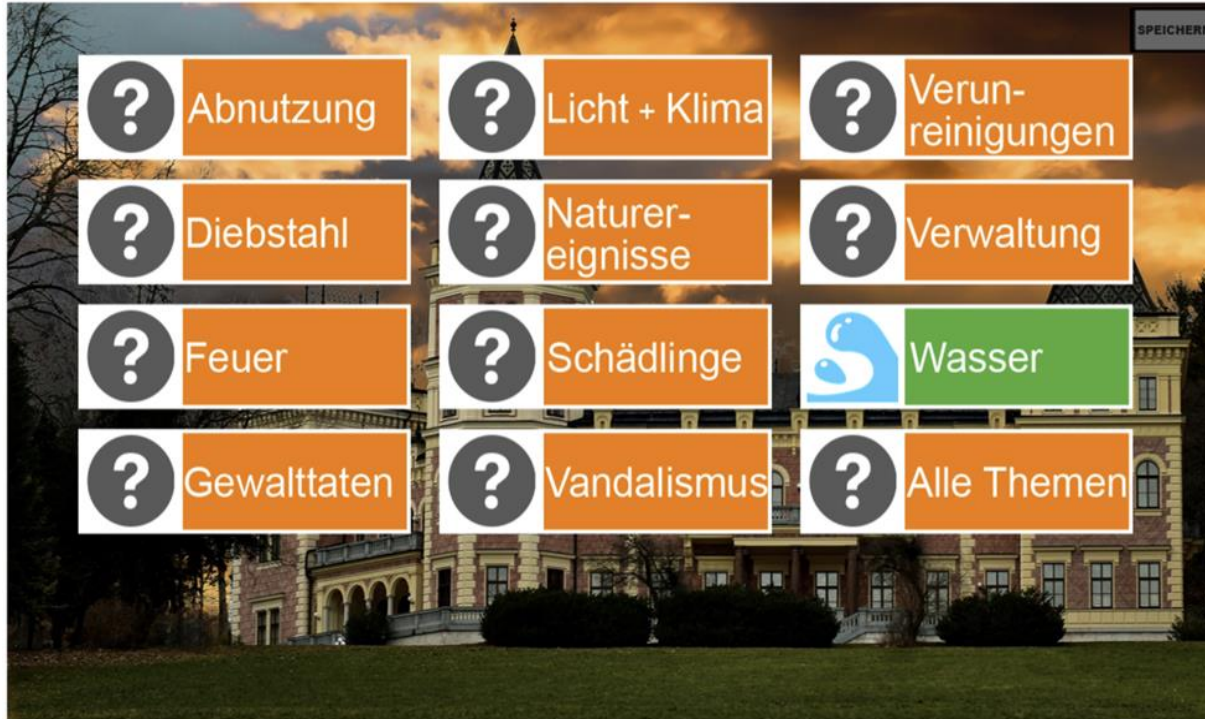 SPEICHERN
Abnutzung
Licht + Klima
Verun-
reinigungen
Diebstahl
Naturer-
eignisse
Verwaltung
Feuer
Schädlinge
Wasser
Gewalttaten
Vandalismus
Alle Themen